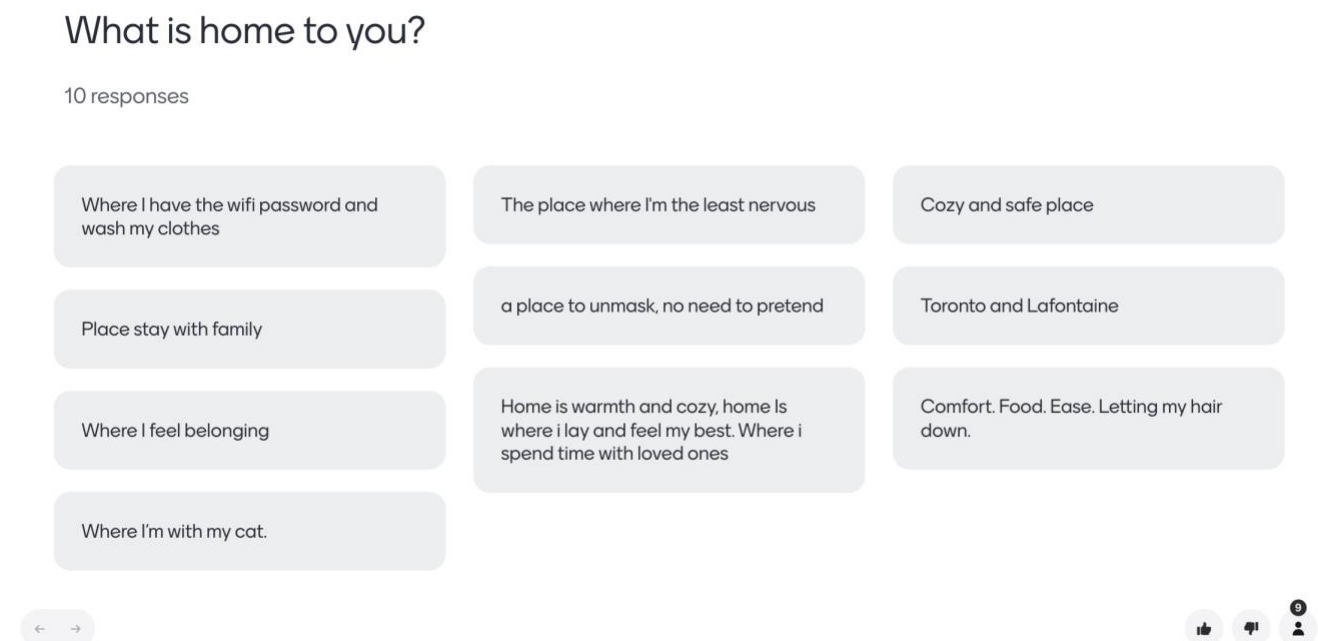 What is home to you?
10 responses
Where I have the wifi password and
wash my clothes
Place stay with family
Where I feel belonging
Where I'm with my cat.
The place where I'm the least nervous
a place to unmask, no need to pretend
Home is warmth and cozy, home Is
where i lay and feel my best. Where i
spend time with loved ones
Cozy and safe place
Toronto and Lafontaine
Comfort. Food. Ease. Letting my hair
down.
9